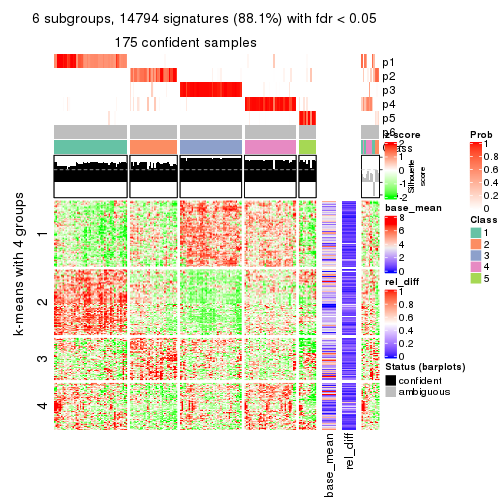 6 subgroups, 14794 signatures (88.1%) with fdr < 0.05
175 confident samples
p1
p2
p3
p4
p5
p6
Class
Silhouette
score
z-score
2
1
0
-1
-2
Prob
1
0.8
0.6
0.4
0.2
0
base_mean
8
6
4
2
0
Class
1
2
3
4
5
rel_diff
1
0.8
0.6
0.4
0.2
0
Status (barplots)
confident
ambiguous
k-means with 4 groups
1
2
3
4
base_mean
rel_diff